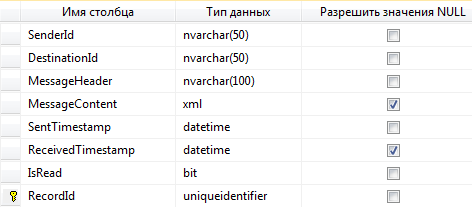 Имя столбца Тип данных Разрешить значения NULL
SenderId nvarchar(50)
DestinationId nvarchar(50)
MessageHeader nvarchar(100)
MessageContent xml
SentTimestamp datetime
ReceivedTimestamp datetime
IsRead bit
RecordId uniqueidentifier